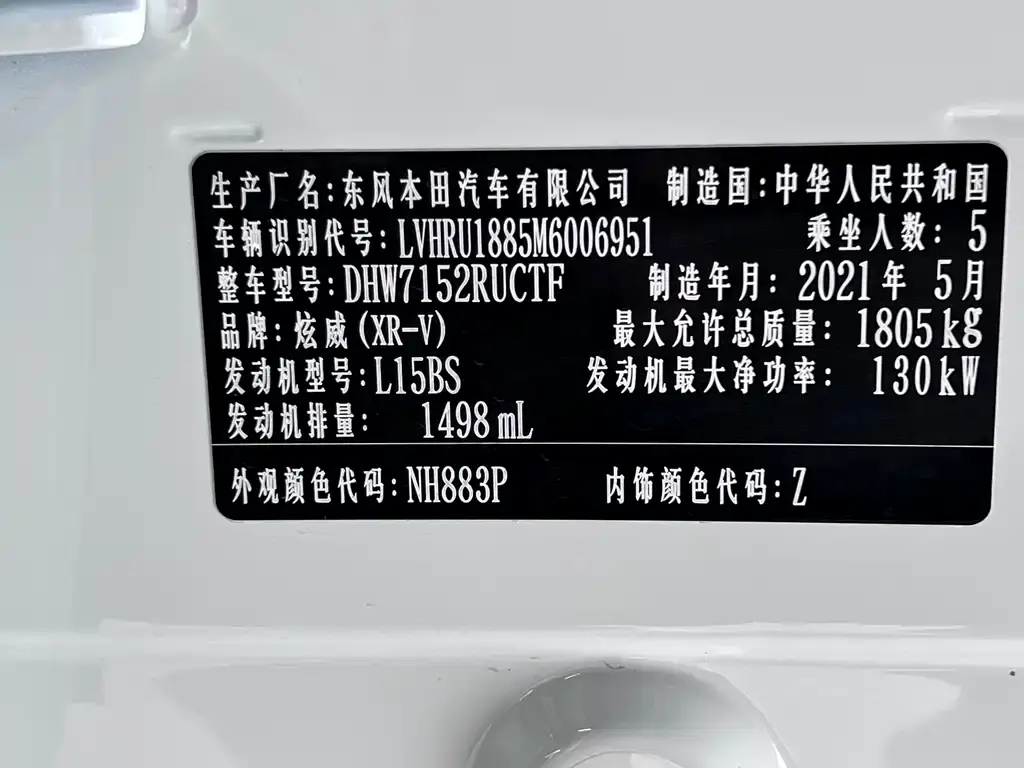 生产厂名:东风本田汽车有限公司 制造国:中华人民共和国
车辆识别代号:LVHRU1885M6006951 乘坐人数: 5
整车型号:DHW7152RUCTF 制造年月: 2021年 5月
品牌:炫威(XR-V) 最大允许总质量: 1805kg
发动机型号:L15BS 发动机最大净功率: 130kW
发动机排量: 1498mL
外观颜色代码:NH883P 内饰颜色代码:Z